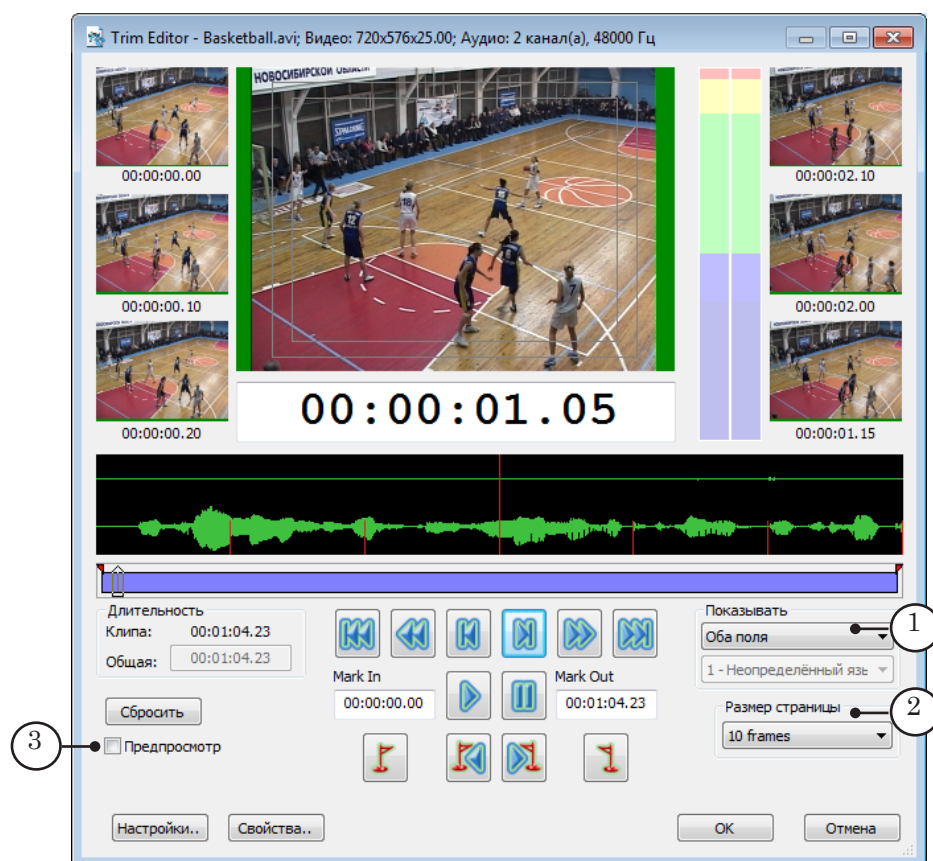 Trim Editor - Basketball.avi; Видео: 720x576x25.00; Аудио: 2 канал(а), 48000 Гц
НОВОСИБИРСКОЙ ОБЛАСТИ
00:00:00.00
00:00:02.10
00:00:00.10
00:00:02.00
00:00:01.05
00:00:00.20
00:00:01.15
Длительность
Клипа: 00:01:04.23
Общая: 00:01:04.23
Показывать
1
Оба поля
1 - Неопределённый язь
Mark In
00:00:00.00
Mark Out
00:01:04.23
Сбросить
Размер страницы
2
10 frames
3
Предпросмотр
Настройки..
Свойства..
OK
Отмена